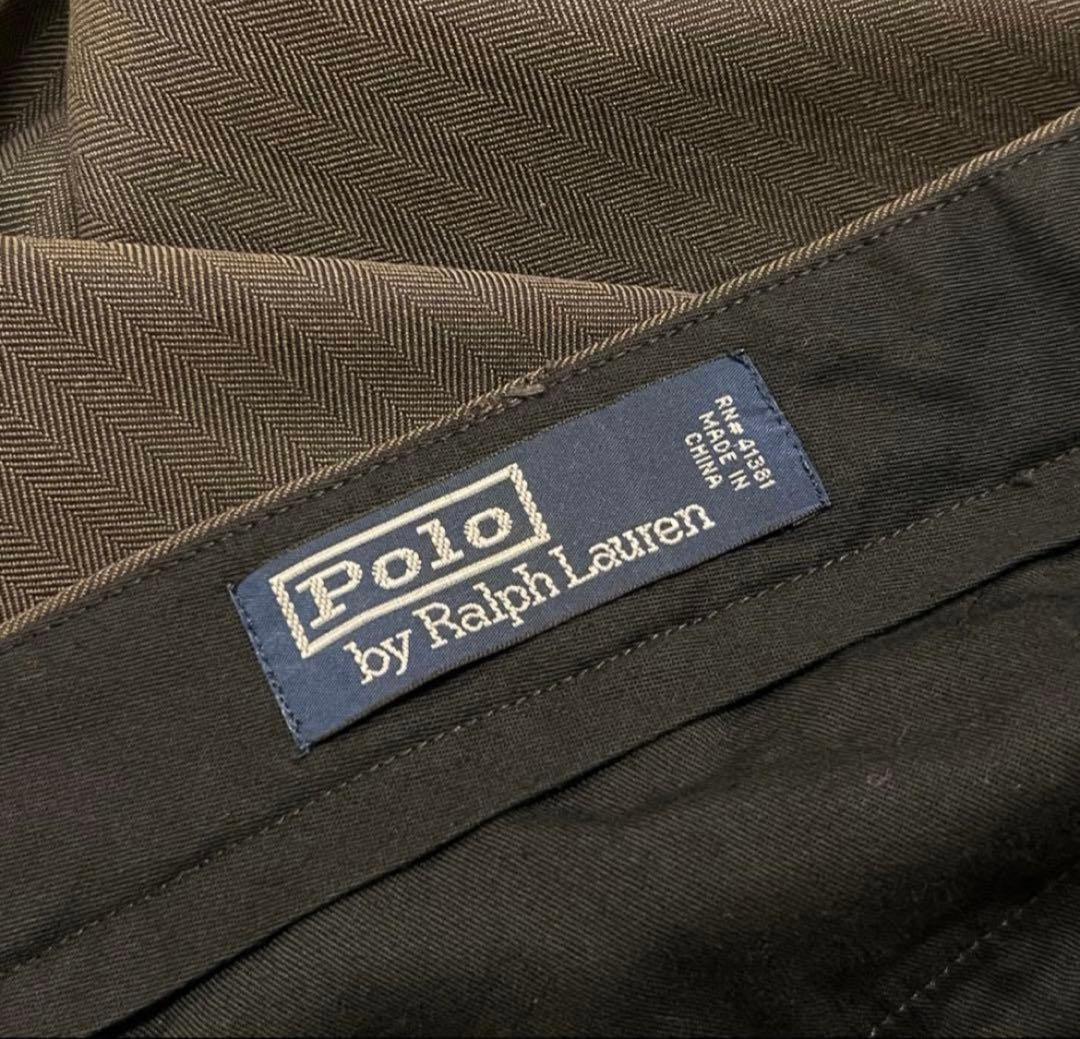 Polo
by Ralph Lauren
RN# 41381
MADE IN
CHINA